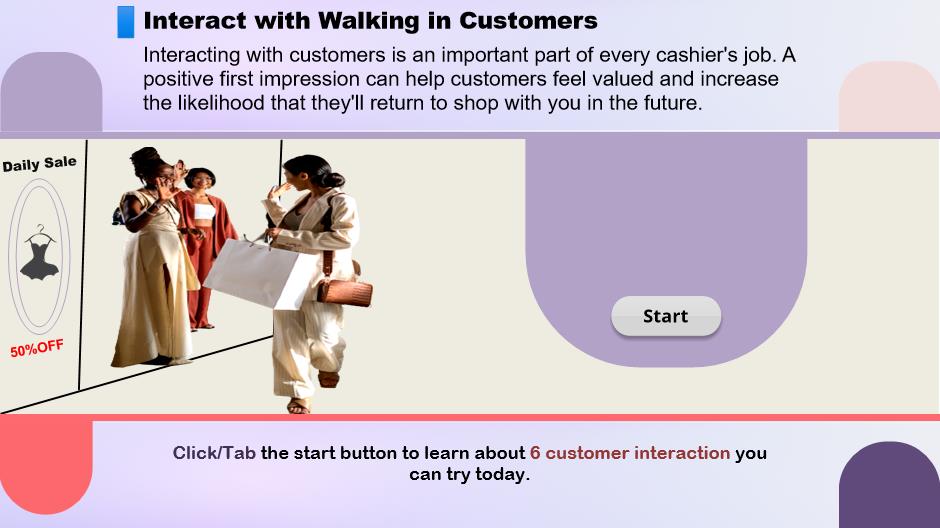 Interact with Walking in Customers
Interacting with customers is an important part of every cashier's job. A
positive first impression can help customers feel valued and increase
the likelihood that they'll return to shop with you in the future.
Daily Sale
50%OFF
Start
Click/Tab the start button to learn about 6 customer interaction you
can try today.